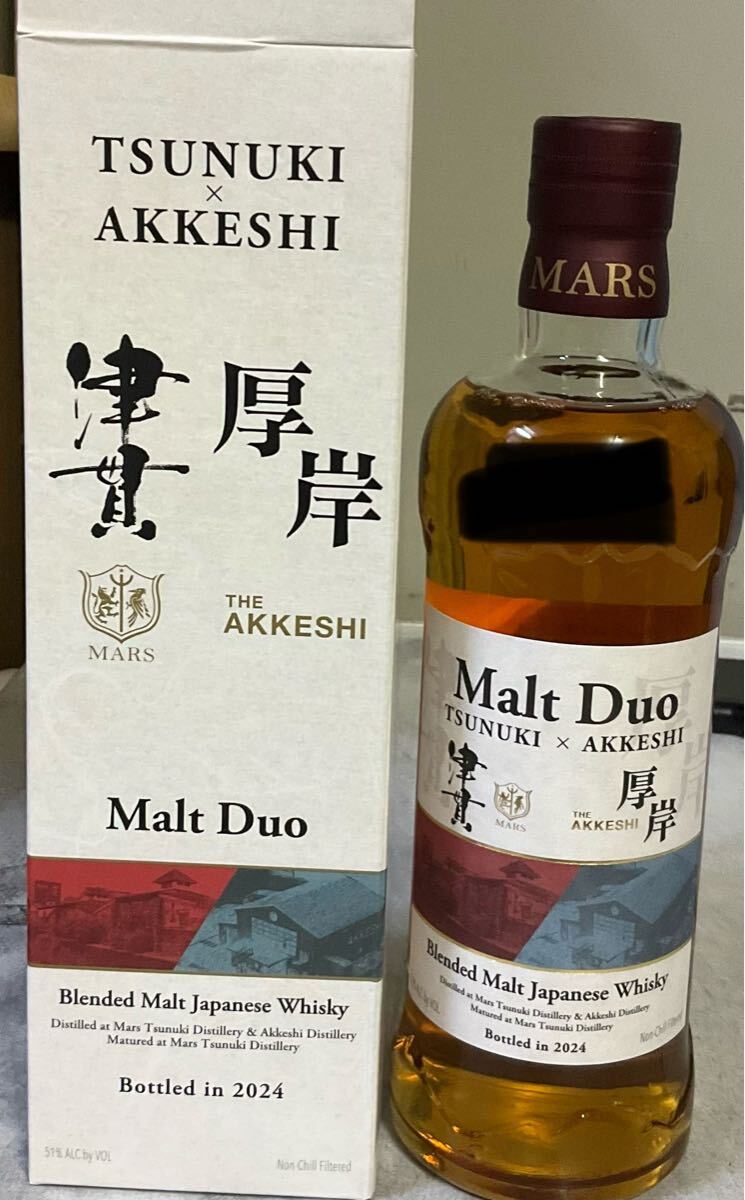 TSUNUKI
×
AKKESHI
津貫
厚岸
MARS
THE
AKKESHI
Malt Duo
Blended Malt Japanese Whisky
Distilled at Mars Tsunuki Distillery & Akkeshi Distillery
Matured at Mars Tsunuki Distillery
Bottled in 2024
51% ALC.by VOL
Non-Chill Filtered
MARS
Malt Duo
TSUNUKI × AKKESHI
津貫
MARS
THE
AKKESHI
厚岸
Blended Malt Japanese Whisky
Distilled at Mars Tsunuki Distillery & Akkeshi Distillery
Matured at Mars Tsunuki Distillery
Bottled in 2024
Non-Chill Filtered